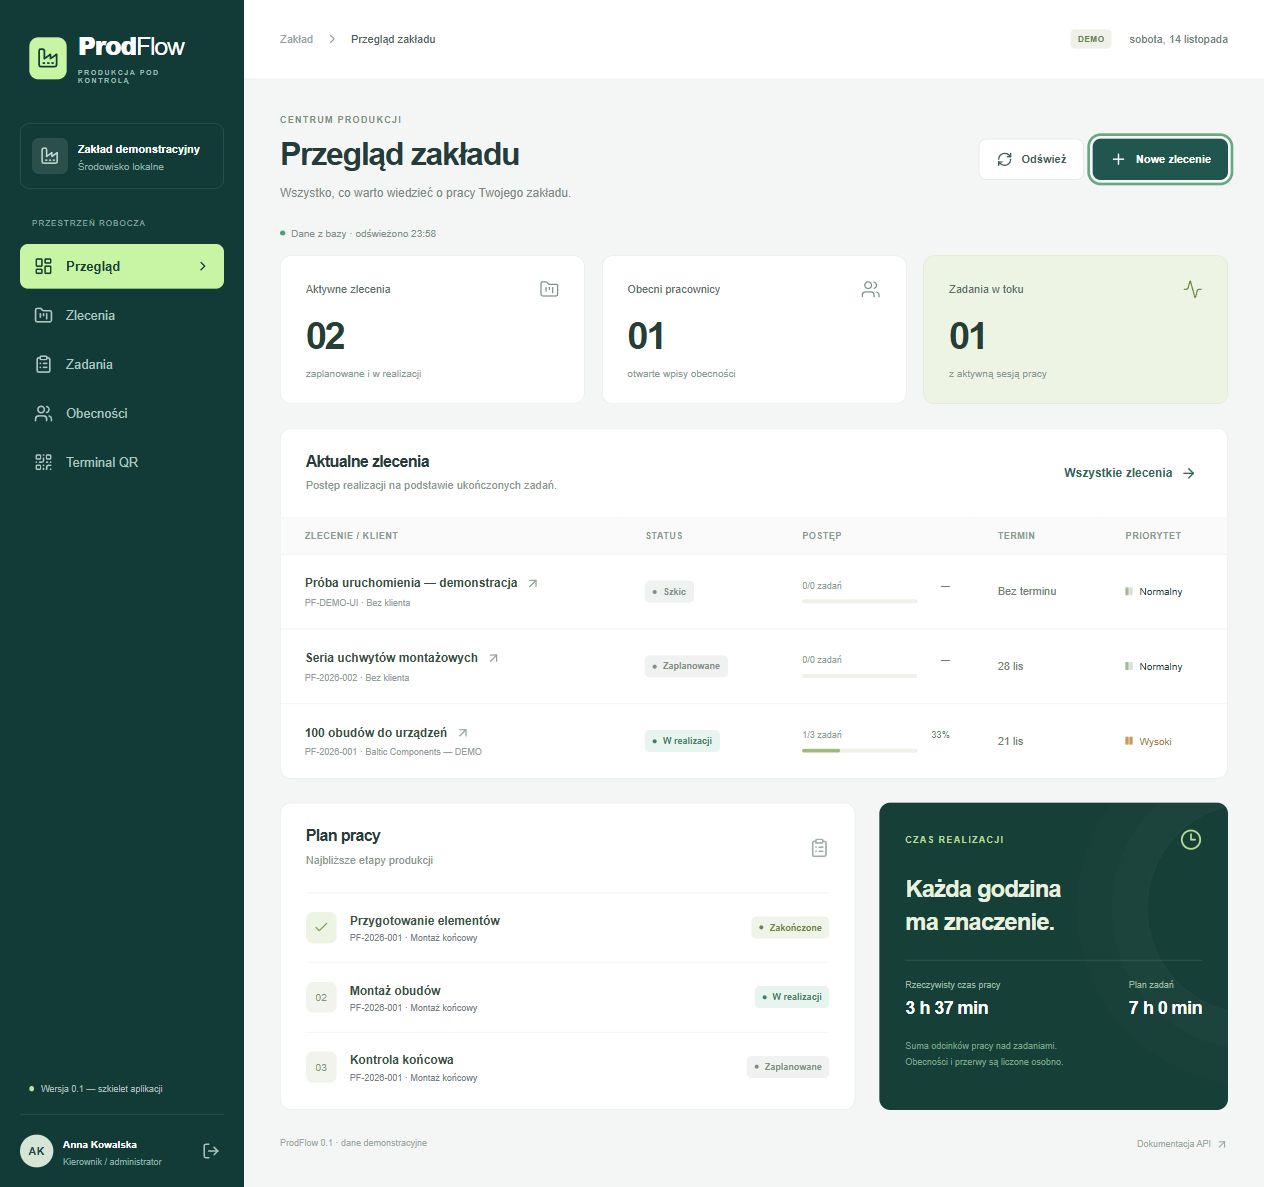 ProdFlow
PRODUKCJA POD
KONTROLĄ
Zakład demonstracyjny
Środowisko lokalne
PRZESTRZEŃ ROBOCZA
Przegląd
Zlecenia
Zadania
Obecności
Terminal QR
Wersja 0.1 — szkielet aplikacji
AK
Anna Kowalska
Kierownik / administrator
Zakład
Przegląd zakładu
DEMO
sobota, 14 listopada
CENTRUM PRODUKCJI
Przegląd zakładu
Wszystko, co warto wiedzieć o pracy Twojego zakładu.
Odśwież
Nowe zlecenie
Dane z bazy · odświeżono 23:58
Aktywne zlecenia
02
zaplanowane i w realizacji
Obecni pracownicy
01
otwarte wpisy obecności
Zadania w toku
01
z aktywną sesją pracy
Aktualne zlecenia
Postęp realizacji na podstawie ukończonych zadań.
Wszystkie zlecenia
ZLECENIE / KLIENT STATUS POSTĘP TERMIN PRIORYTET
Próba uruchomienia — demonstracja
PF-DEMO-UI · Bez klienta
Szkic
0/0 zadań —
Bez terminu
Normalny
Seria uchwytów montażowych
PF-2026-002 · Bez klienta
Zaplanowane
0/0 zadań —
28 lis
Normalny
100 obudów do urządzeń
PF-2026-001 · Baltic Components — DEMO
W realizacji
1/3 zadań 33%
21 lis
Wysoki
Plan pracy
Najbliższe etapy produkcji
Przygotowanie elementów
PF-2026-001 · Montaż końcowy
Zakończone
02
Montaż obudów
PF-2026-001 · Montaż końcowy
W realizacji
03
Kontrola końcowa
PF-2026-001 · Montaż końcowy
Zaplanowane
CZAS REALIZACJI
Każda godzina
ma znaczenie.
Rzeczywisty czas pracy
3 h 37 min
Plan zadań
7 h 0 min
Suma odcinków pracy nad zadaniami.
Obecności i przerwy są liczone osobno.
ProdFlow 0.1 · dane demonstracyjne
Dokumentacja API